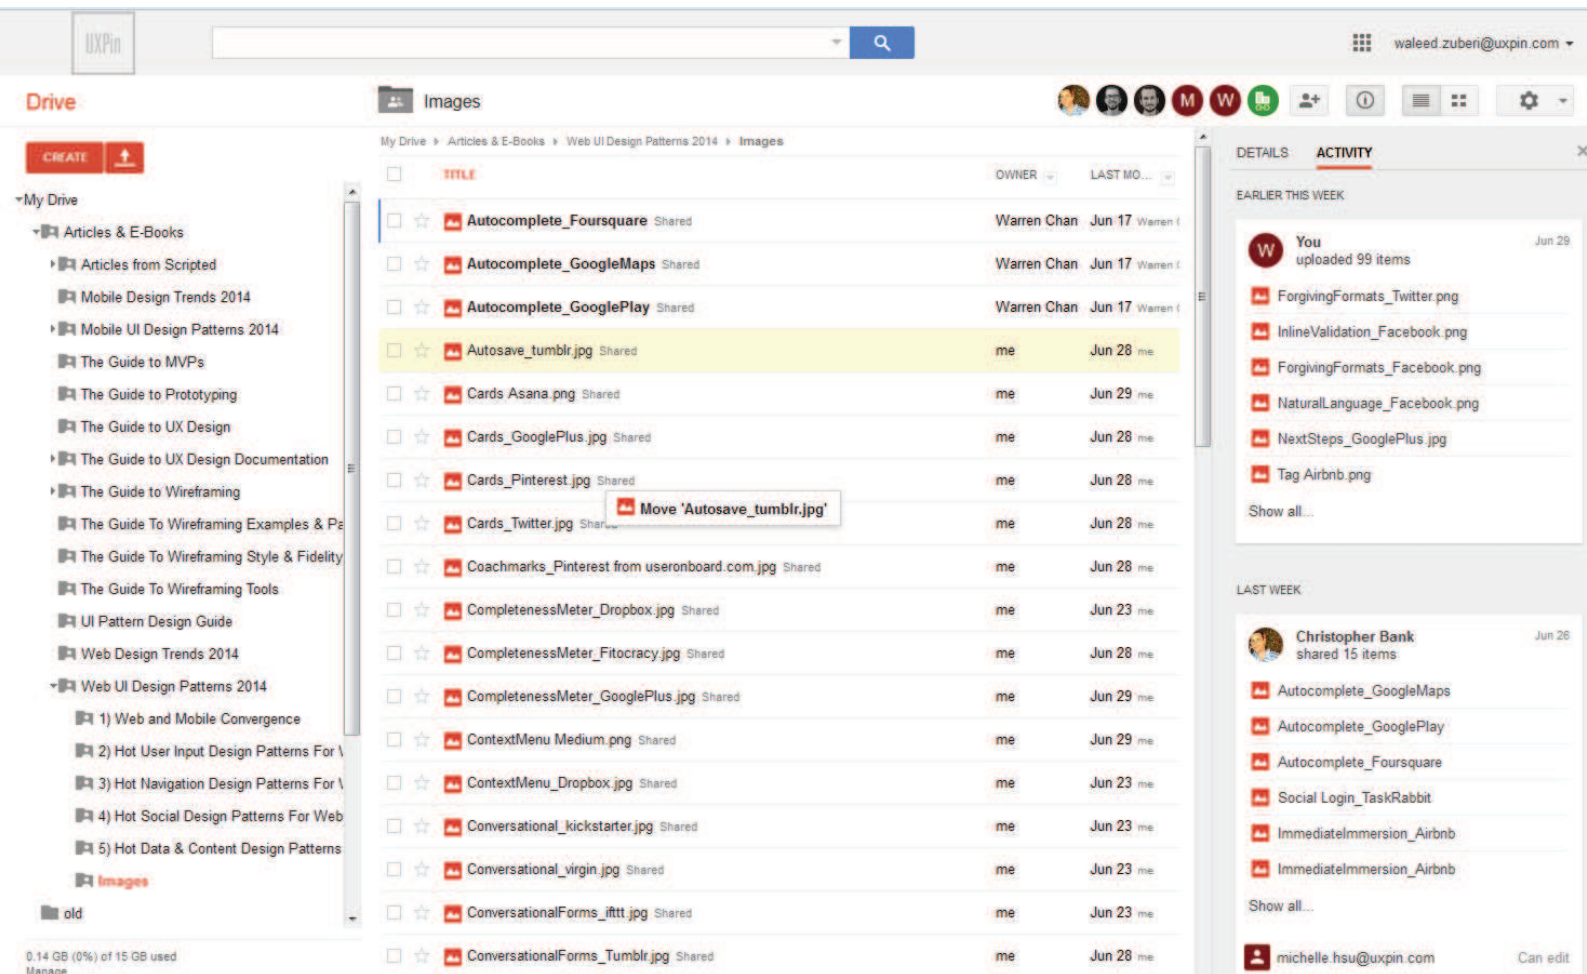 UXPin
waleed.zuberi@uxpin.com
Drive
Images
M
W
CREATE
My Drive
Articles & E-Books
Articles from Scripted
Mobile Design Trends 2014
Mobile UI Design Patterns 2014
The Guide to MVPs
The Guide to Prototyping
The Guide to UX Design
The Guide to UX Design Documentation
The Guide to Wireframing
The Guide To Wireframing Examples & Pa
The Guide To Wireframing Style & Fidelity
The Guide To Wireframing Tools
UI Pattern Design Guide
Web Design Trends 2014
Web UI Design Patterns 2014
1) Web and Mobile Convergence
2) Hot User Input Design Patterns For
3) Hot Navigation Design Patterns For
4) Hot Social Design Patterns For Web
5) Hot Data & Content Design Patterns
Images
old
0.14 GB (0%) of 15 GB used
Manage
My Drive Articles & E-Books Web UI Design Patterns 2014 Images
TITLE OWNER LAST MO...
Autocomplete_Foursquare Shared Warren Chan Jun 17 Warren
Autocomplete_GoogleMaps Shared Warren Chan Jun 17 Warren
Autocomplete_GooglePlay Shared Warren Chan Jun 17 Warren
Autosave_tumblr.jpg Shared me Jun 28 me
Cards Asana.png Shared me Jun 29 me
Cards_GooglePlus.jpg Shared me Jun 28 me
Cards_Pinterest.jpg Shared me Jun 28 me
Move 'Autosave_tumblr.jpg'
Cards_Twitter.jpg Shared me Jun 28 me
Coachmarks_Pinterest from useronboard.com.jpg Shared me Jun 28 me
CompletenessMeter_Dropbox.jpg Shared me Jun 23 me
CompletenessMeter_Fitocracy.jpg Shared me Jun 28 me
CompletenessMeter_GooglePlus.jpg Shared me Jun 29 me
ContextMenu Medium.png Shared me Jun 29 me
ContextMenu_Dropbox.jpg Shared me Jun 23 me
Conversational_kickstarter.jpg Shared me Jun 23 me
Conversational_virgin.jpg Shared me Jun 23 me
ConversationalForms_ifttt.jpg Shared me Jun 23 me
ConversationalForms_Tumblr.jpg Shared me Jun 28 me
DETAILS ACTIVITY
EARLIER THIS WEEK
W You Jun 29
uploaded 99 items
ForgivingFormats_Twitter.png
InlineValidation_Facebook.png
ForgivingFormats_Facebook.png
NaturalLanguage_Facebook.png
NextSteps_GooglePlus.jpg
Tag Airbnb.png
Show all...
LAST WEEK
Christopher Bank Jun 26
shared 15 items
Autocomplete_GoogleMaps
Autocomplete_GooglePlay
Autocomplete_Foursquare
Social Login_TaskRabbit
ImmediateImmersion_Airbnb
ImmediateImmersion_Airbnb
Show all...
michelle.hsu@uxpin.com Can edit